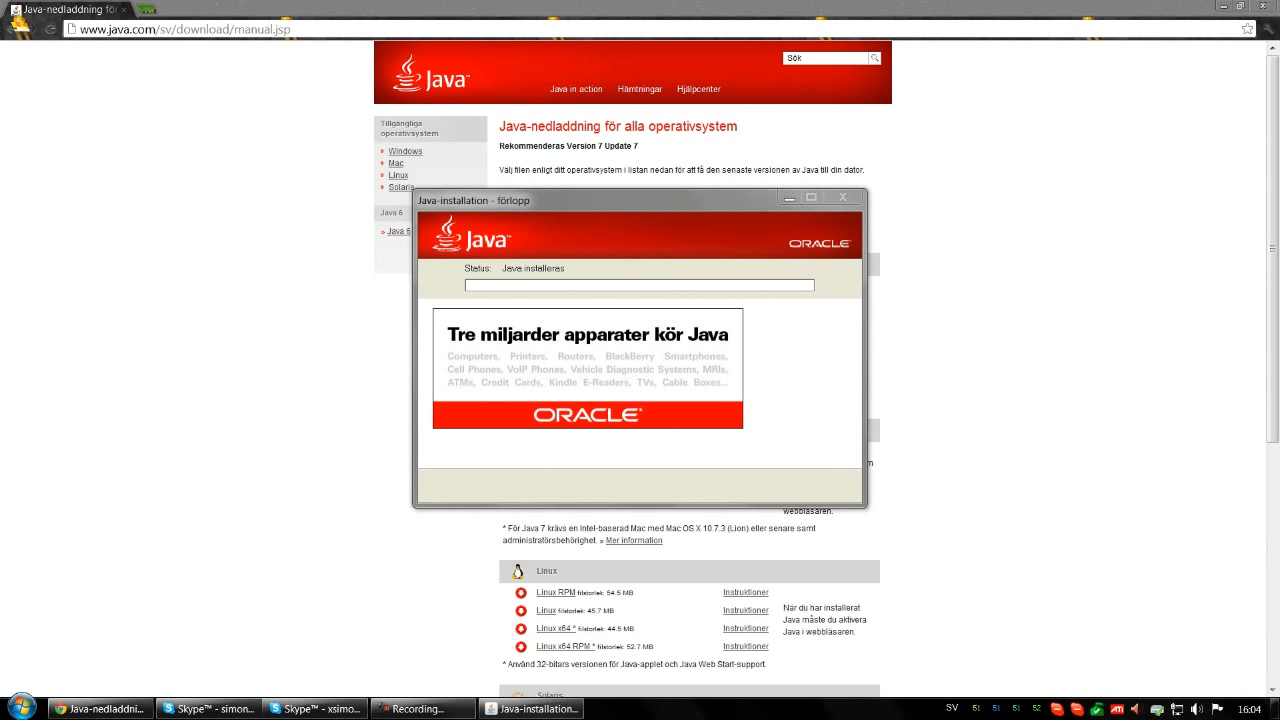 Java-nedladdning fö
www.java.com/sv/download/manual.jsp
Java™
Sök
Java in action
Hämtningar
Hjälpcenter
Tillgängliga
operativsystem
Windows
Mac
Linux
Solaris
Java 6
» Java 6
Java-nedladdning för alla operativsystem
Rekommenderas Version 7 Update 7
Välj filen enligt ditt operativsystem i listan nedan för att få den senaste versionen av Java till din dator.
Java-installation - förlopp
Java™
ORACLE
Status: Java installeras
Tre miljarder apparater kör Java
Computers, Printers, Routers, BlackBerry Smartphones,
Cell Phones, VoIP Phones, Vehicle Diagnostic Systems, MRIs,
ATMs, Credit Cards, Kindle E-Readers, TVs, Cable Boxes...
ORACLE
m
webbläsaren.
* För Java 7 krävs en Intel-baserad Mac med Mac OS X 10.7.3 (Lion) eller senare samt
administratörsbehörighet. » Mer information
Linux
Linux RPM filstorlek: 54.5 MB Instruktioner
Linux filstorlek: 45.7 MB Instruktioner
Linux x64 * filstorlek: 44.5 MB Instruktioner
Linux x64 RPM * filstorlek: 52.7 MB Instruktioner
När du har installerat
Java måste du aktivera
Java i webbläsaren.
* Använd 32-bitars versionen för Java-applet och Java Web Start-support.
Solaris
Java-nedladdni...
Skype™ - simon...
Skype™ - xsimo...
Recording...
Java-installation...
SV
51 51 51 52
ATI
16:04